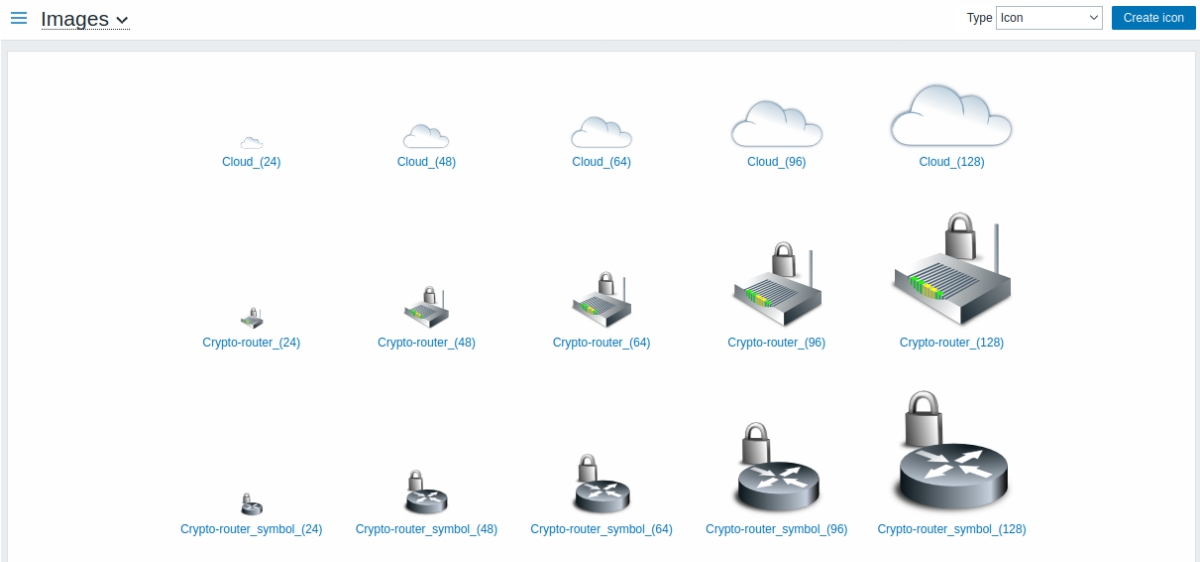 Images
Type Icon Create icon
Cloud_(24) Cloud_(48) Cloud_(64) Cloud_(96) Cloud_(128)
Crypto-router_(24) Crypto-router_(48) Crypto-router_(64) Crypto-router_(96) Crypto-router_(128)
Crypto-router_symbol_(24) Crypto-router_symbol_(48) Crypto-router_symbol_(64) Crypto-router_symbol_(96) Crypto-router_symbol_(128)